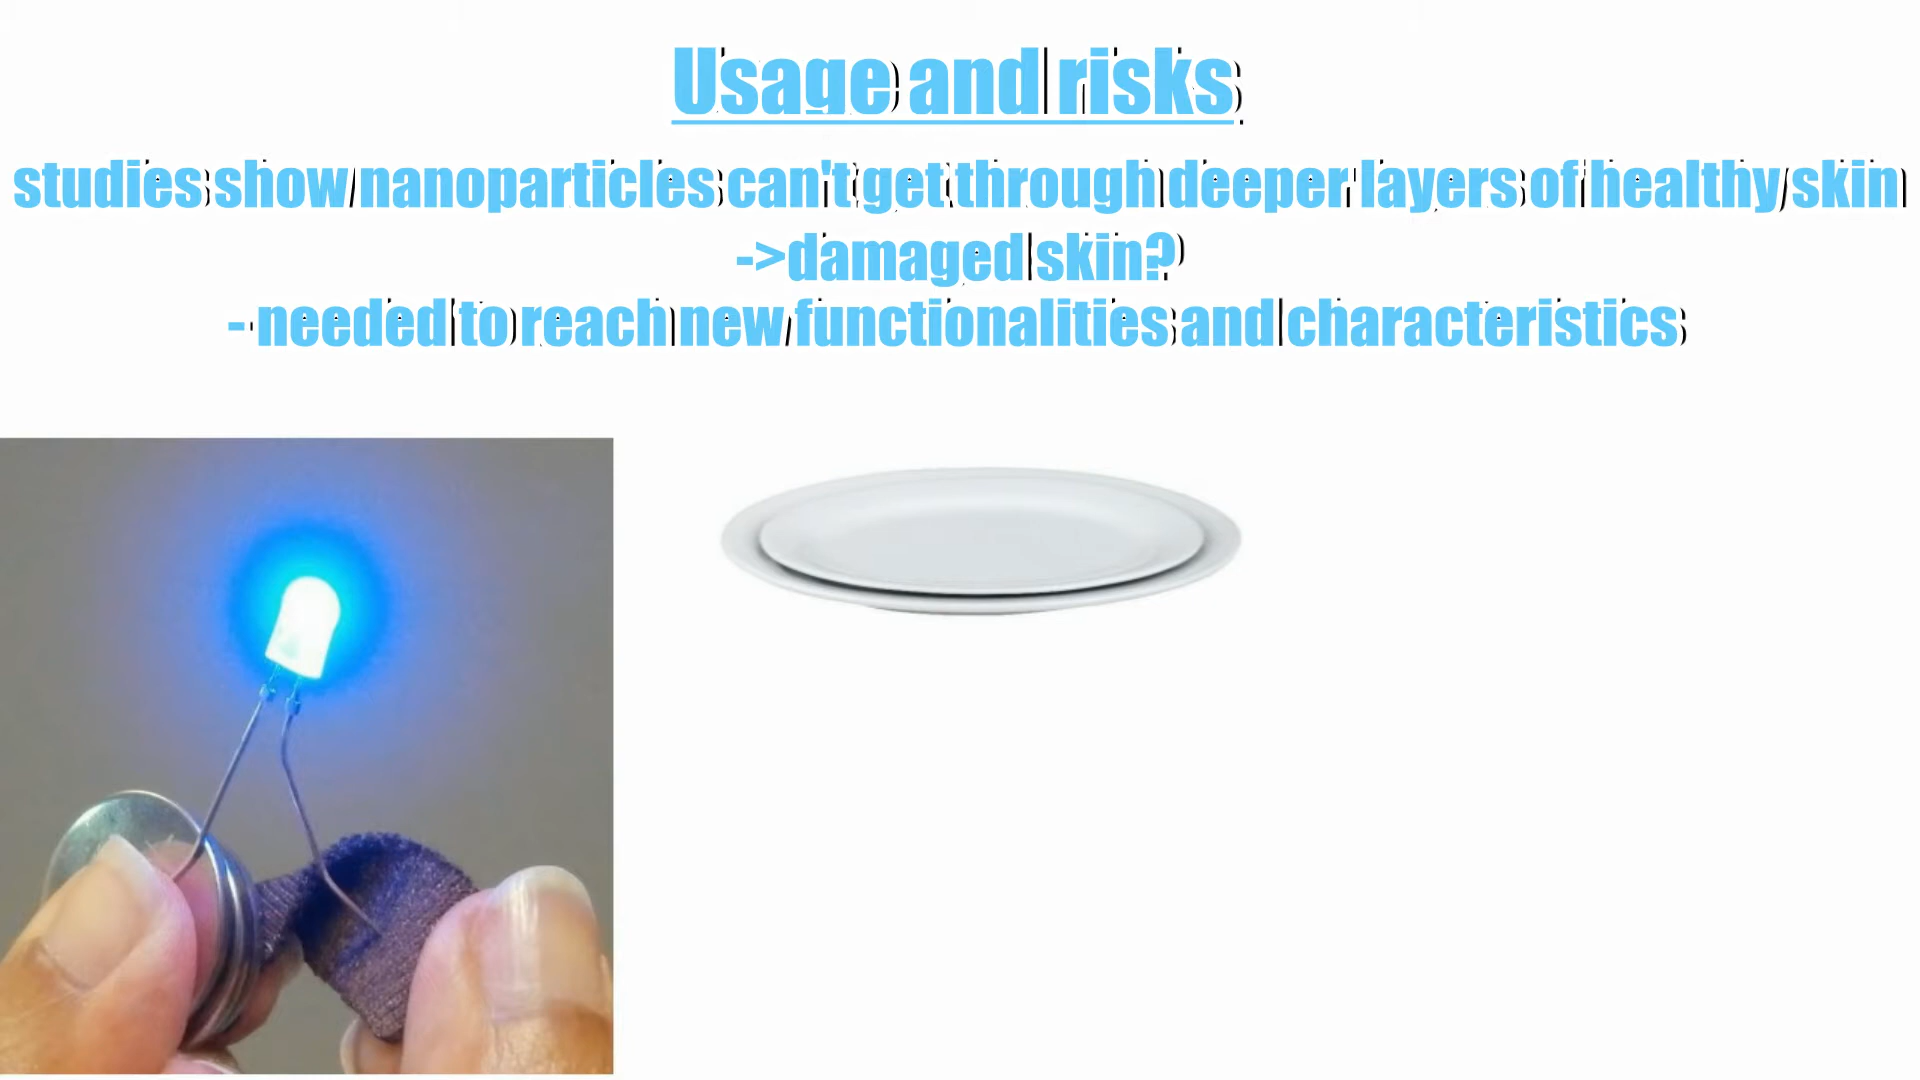 Usage and risks
studies show nanoparticles can't get through deeper layers of healthy skin
->damaged skin?
- needed to reach new functionalities and characteristics